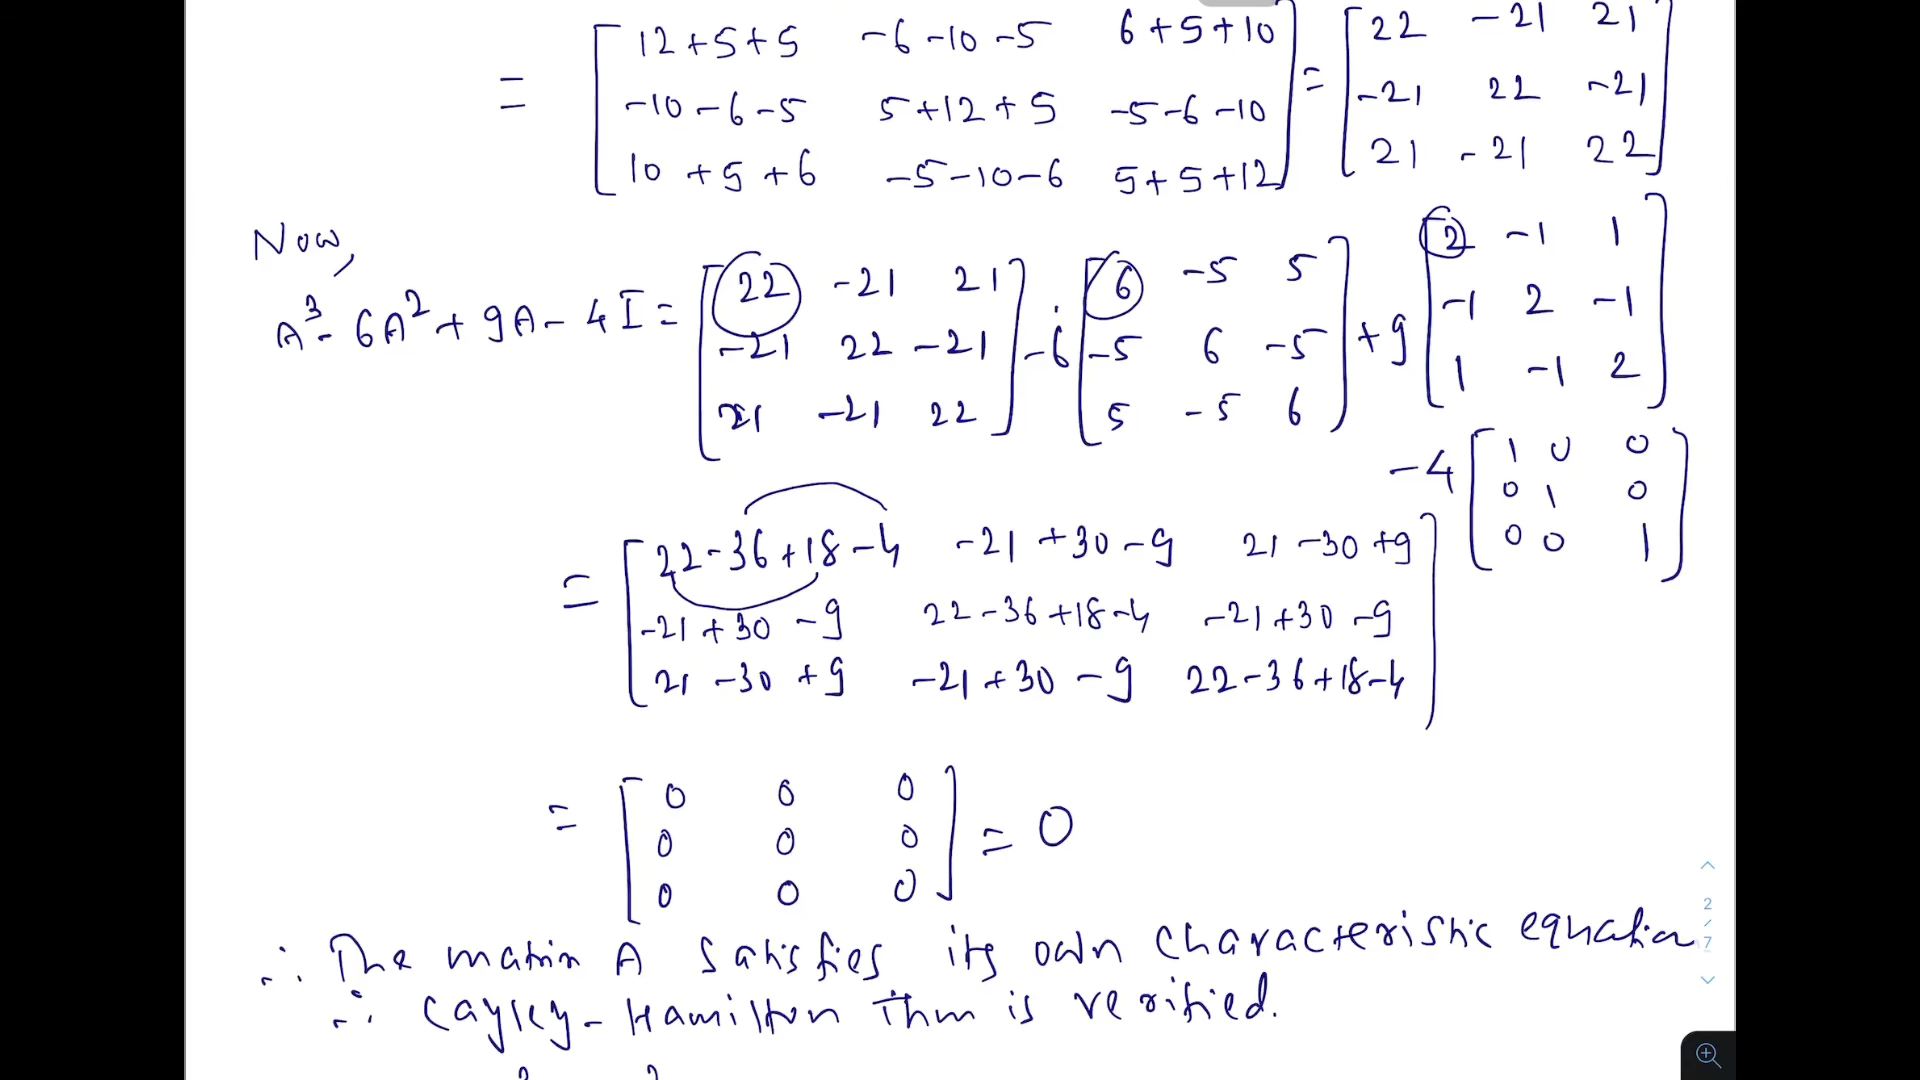 = [ 12+5+5 -6-10-5 6+5+10 ] = [ 22 -21 21 ]
-10-6-5 5+12+5 -5-6-10 -21 22 -21
10+5+6 -5-10-6 5+5+12 21 -21 22
Now,
A³-6A²+9A-4I = [ 22 -21 21 ] -6 [ 6 -5 5 ] +9 [ 2 -1 1 ]
-21 22 -21 -5 6 -5 -1 2 -1
21 -21 22 5 -5 6 1 -1 2
-4 [ 1 0 0 ]
0 1 0
0 0 1
= [ 22-36+18-4 -21+30-9 21-30+9 ]
-21+30-9 22-36+18-4 -21+30-9
21-30+9 -21+30-9 22-36+18-4
= [ 0 0 0 ] = 0
0 0 0
0 0 0
∴ The matrix A satisfies its own characteristic equation
∴ Cayley-Hamilton Thm is verified.
2
/
7